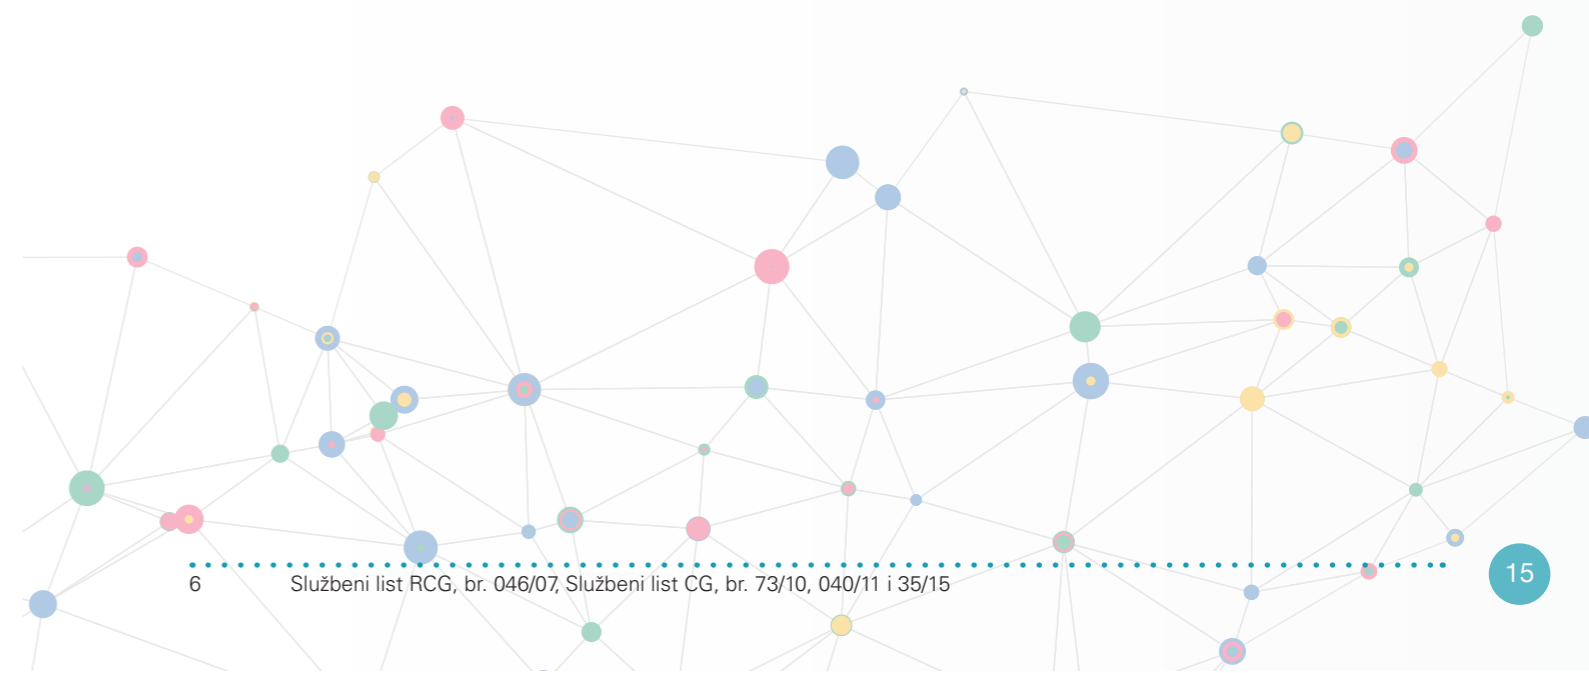 6 Službeni list RCG, br. 046/07, Službeni list CG, br. 73/10, 040/11 i 35/15
15